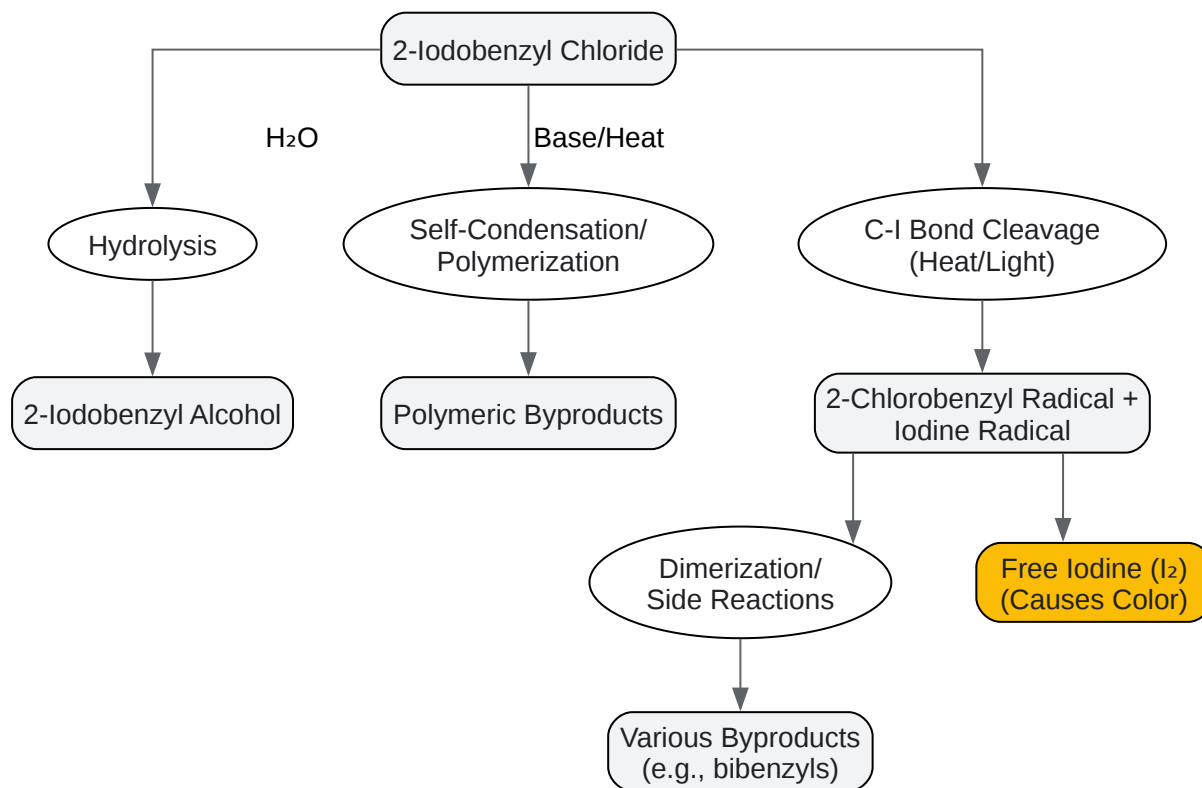 2-Iodobenzyl Chloride
H₂O
Base/Heat
Hydrolysis
Self-Condensation/
Polymerization
C-I Bond Cleavage
(Heat/Light)
2-Iodobenzyl Alcohol
Polymeric Byproducts
2-Chlorobenzyl Radical +
Iodine Radical
Dimerization/
Side Reactions
Free Iodine (I₂)
(Causes Color)
Various Byproducts
(e.g., bibenzyls)